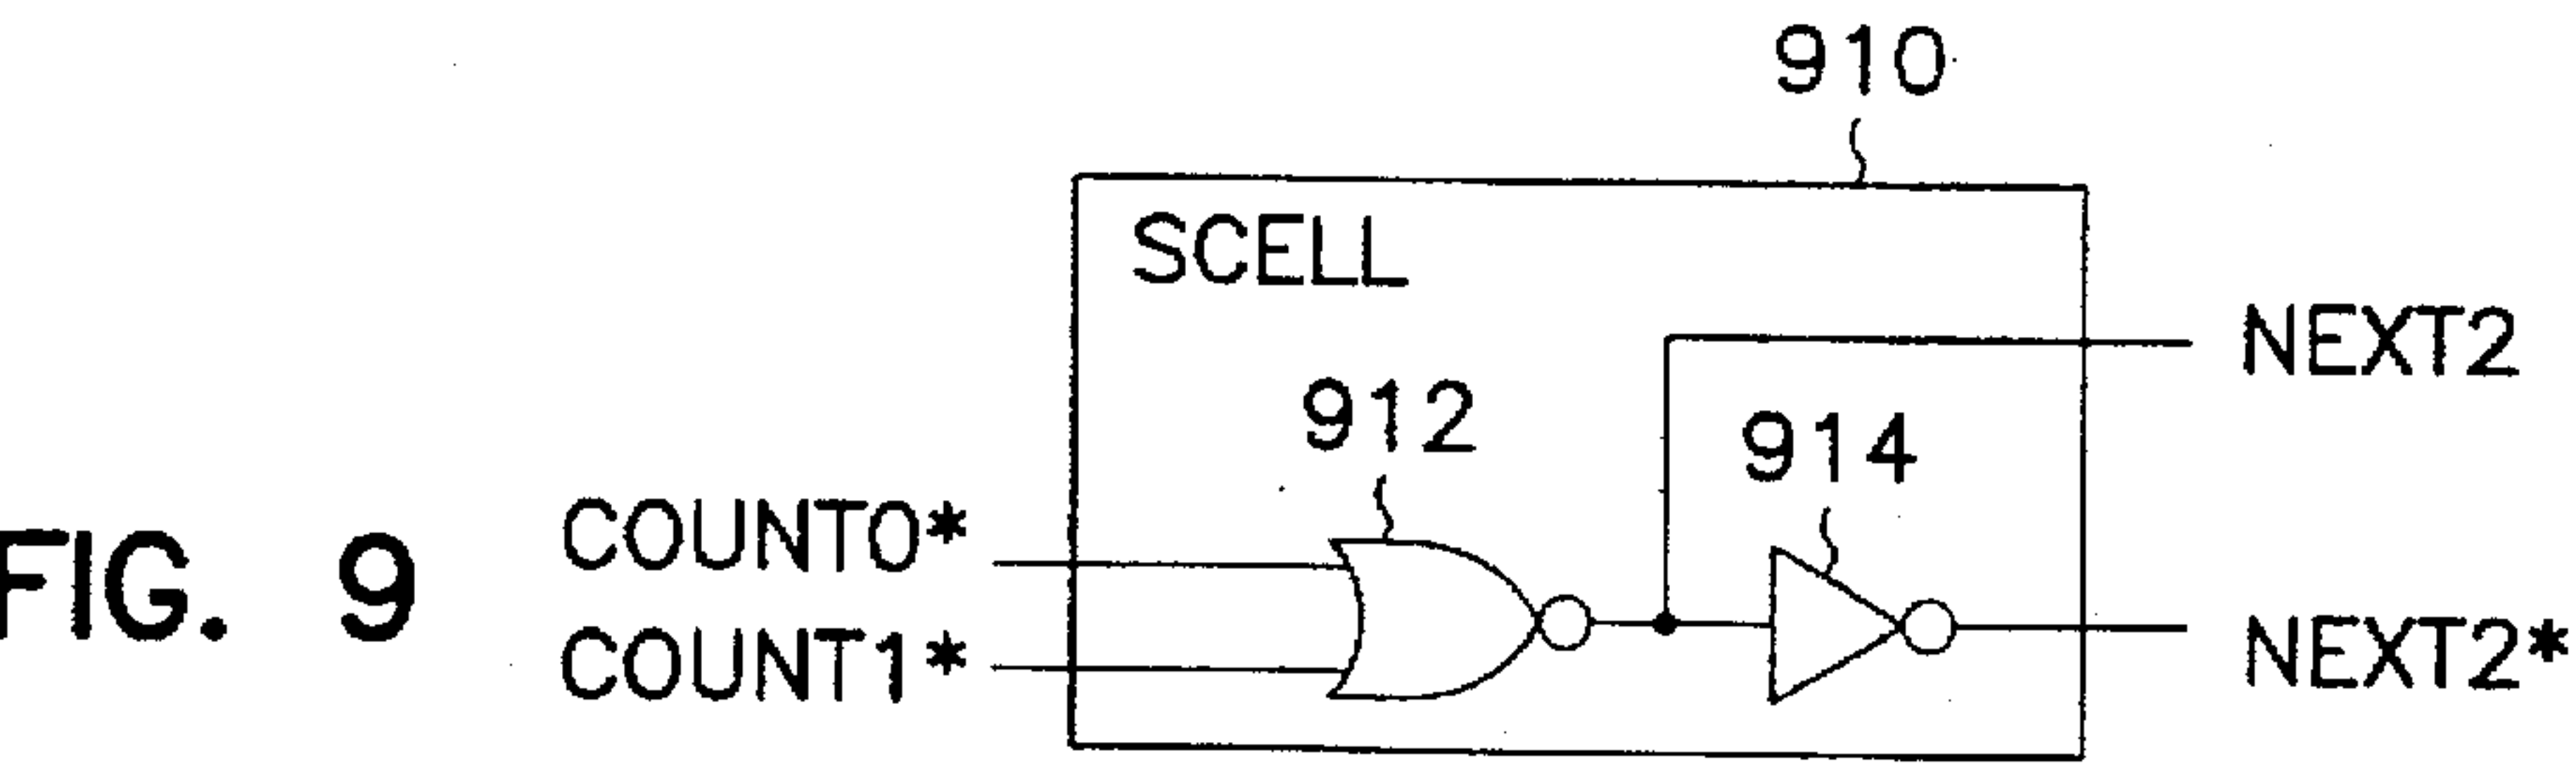 910
SCELL
NEXT2
912
914
COUNT0*
COUNT1*
NEXT2*
FIG. 9